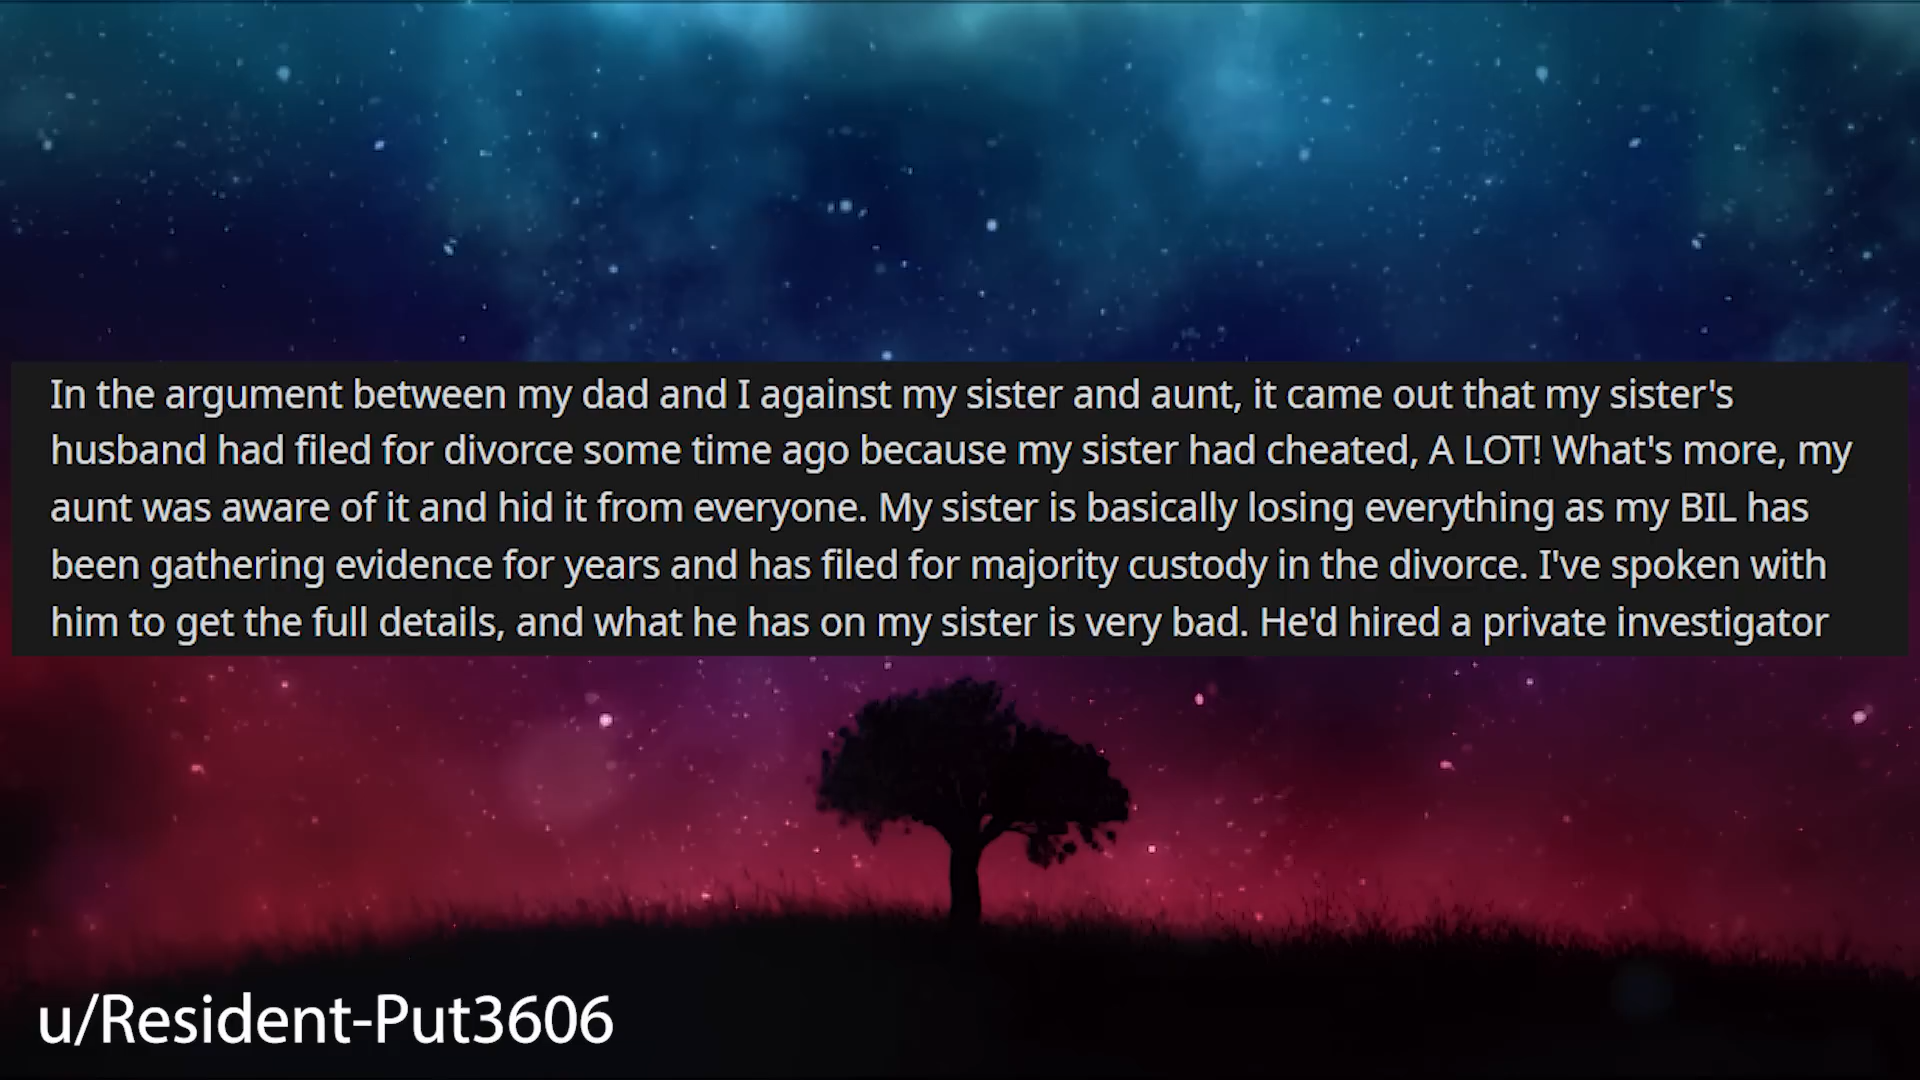 In the argument between my dad and I against my sister and aunt, it came out that my sister's
husband had filed for divorce some time ago because my sister had cheated, A LOT! What's more, my
aunt was aware of it and hid it from everyone. My sister is basically losing everything as my BIL has
been gathering evidence for years and has filed for majority custody in the divorce. I've spoken with
him to get the full details, and what he has on my sister is very bad. He'd hired a private investigator
u/Resident-Put3606